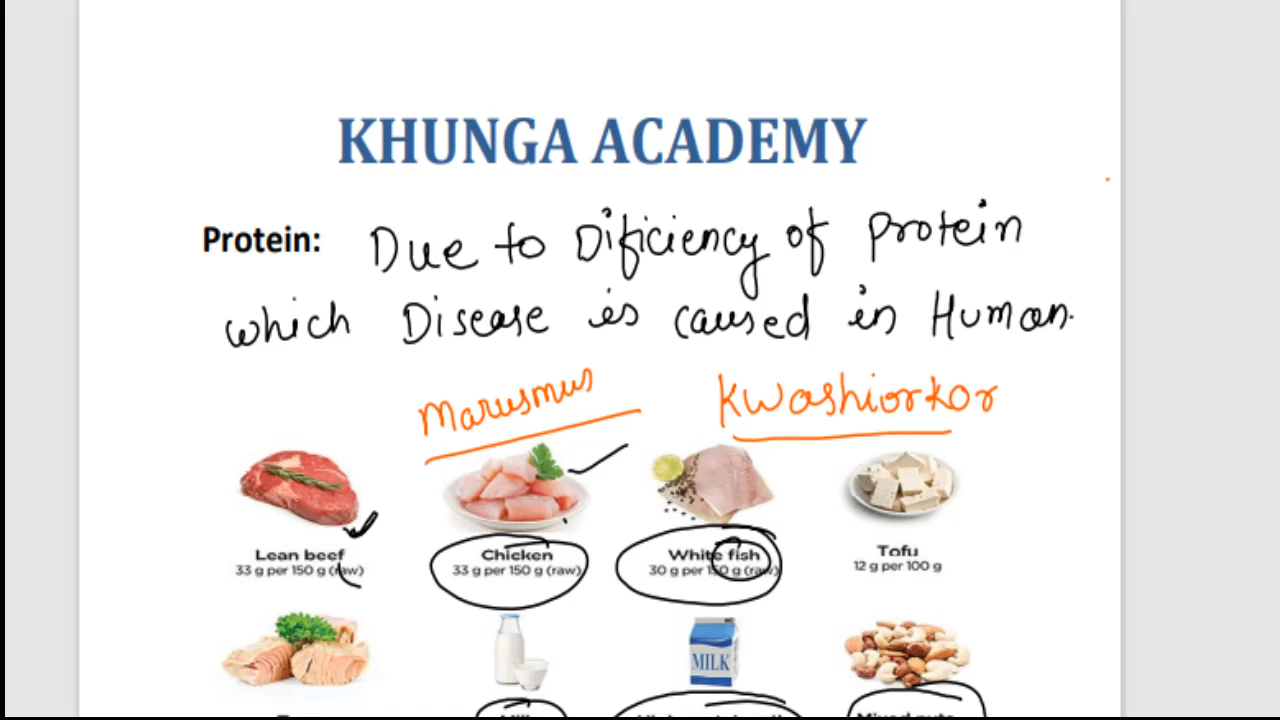 KHUNGA ACADEMY
Protein: Due to Dificiency of Protein
which Disease is caused in Human.
Marusmus Kwashiorkor
Lean beef Chicken White fish Tofu
33 g per 150 g (raw) 33 g per 150 g (raw) 30 g per 150 g (raw) 12 g per 100 g
MILK
Mixed nuts